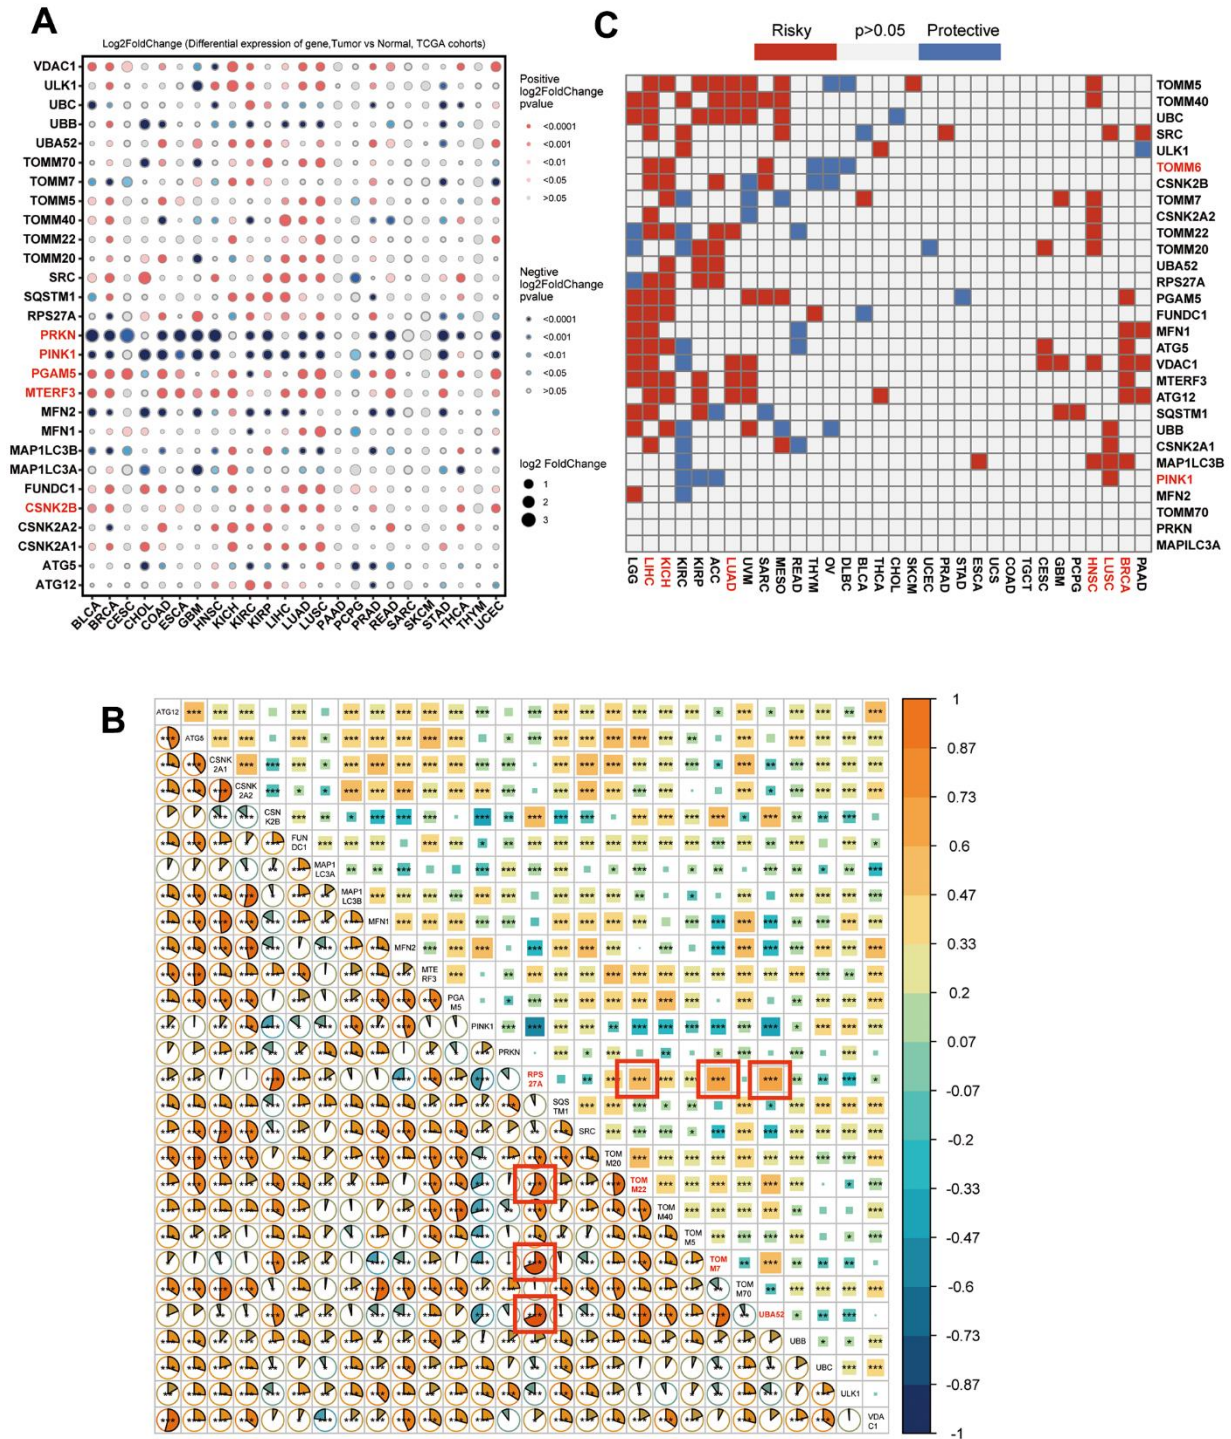 A
Log2FoldChange (Differential expression of gene,Tumor vs Normal, TCGA cohorts)
VDAC1
ULK1
UBC
UBB
UBA52
TOMM70
TOMM7
TOMM5
TOMM40
TOMM22
TOMM20
SRC
SQSTM1
RPS27A
PRKN
PINK1
PGAM5
MTERF3
MFN2
MFN1
MAP1LC3B
MAP1LC3A
FUNDC1
CSNK2B
CSNK2A2
CSNK2A1
ATG5
ATG12
BLCA
BRCA
CESC
CHOL
COAD
ESCA
GBM
HNSC
KICH
KIRC
KIRP
LIHC
LUAD
LUSC
PAAD
PCPG
PRAD
READ
SARC
SKCM
STAD
THCA
THYM
UCEC
Positive
log2FoldChange
pvalue
<0.0001
<0.001
<0.01
<0.05
>0.05
Negtive
log2FoldChange
pvalue
<0.0001
<0.001
<0.01
<0.05
>0.05
log2 FoldChange
1
2
3
C
Risky
p>0.05
Protective
TOMM5
TOMM40
UBC
SRC
ULK1
TOMM6
CSNK2B
TOMM7
CSNK2A2
TOMM22
TOMM20
UBA52
RPS27A
PGAM5
FUNDC1
MFN1
ATG5
VDAC1
MTERF3
ATG12
SQSTM1
UBB
CSNK2A1
MAP1LC3B
PINK1
MFN2
TOMM70
PRKN
MAPILC3A
LGG
LIHC
KICH
KIRC
KIRP
ACC
LUAD
UVM
SARC
MESO
READ
THYM
OV
DLBC
BLCA
THCA
CHOL
SKCM
UCEC
PRAD
STAD
ESCA
UCS
COAD
TGCT
CESC
GBM
PCPG
HNSC
LUSC
BRCA
PAAD
B
ATG12
ATG5
CSNK
2A1
CSNK
2A2
CSN
K2B
FUN
DC1
MAP1
LC3A
MAP1
LC3B
MFN1
MFN2
MTE
RF3
PGA
M5
PINK1
PRKN
RPS
27A
SQS
TM1
SRC
TOM
M20
TOM
M22
TOM
M40
TOM
M5
TOM
M7
TOM
M70
UBA52
UBB
UBC
ULK1
VDA
C1
1
0.87
0.73
0.6
0.47
0.33
0.2
0.07
-0.07
-0.2
-0.33
-0.47
-0.6
-0.73
-0.87
-1